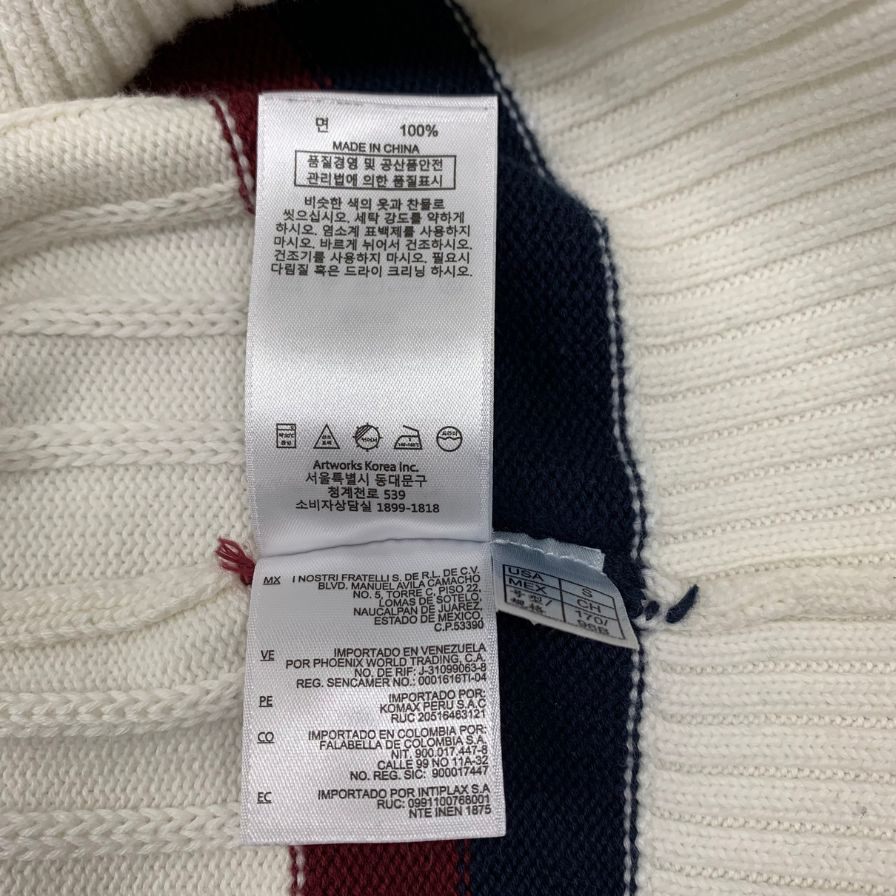 면 100%
MADE IN CHINA
품질경영 및 공산품안전
관리법에 의한 품질표시
비슷한 색의 옷과 찬물로
씻으십시오. 세탁 강도를 약하게
하시오. 염소계 표백제를 사용하지
마시오. 바르게 뉘어서 건조하시오.
건조기를 사용하지 마시오. 필요시
다림질 혹은 드라이 크리닝 하시오.
Artworks Korea Inc.
서울특별시 동대문구
청계천로 539
소비자상담실 1899-1818
MX I NOSTRI FRATELLI S. DE R.L. DE C.V.
BLVD. MANUEL AVILA CAMACHO
NO. 5, TORRE C, PISO 22,
LOMAS DE SOTELO,
NAUCALPAN DE JUAREZ,
ESTADO DE MEXICO,
C.P.53390
VE IMPORTADO EN VENEZUELA
POR PHOENIX WORLD TRADING, C.A.
NO. DE RIF: J-31099063-8
REG. SENCAMER NO.: 0001616TI-04
PE IMPORTADO POR:
KOMAX PERU S.A.C
RUC 20516463121
CO IMPORTADO EN COLOMBIA POR:
FALABELLA DE COLOMBIA S.A.
NIT. 900.017.447-8
CALLE 99 NO 11A-32
NO. REG. SIC: 900017447
EC IMPORTADO POR INTIPLAX S.A
RUC: 0991100768001
NTE INEN 1875
USA S
MEX CH
号型/ 170/
规格 96B